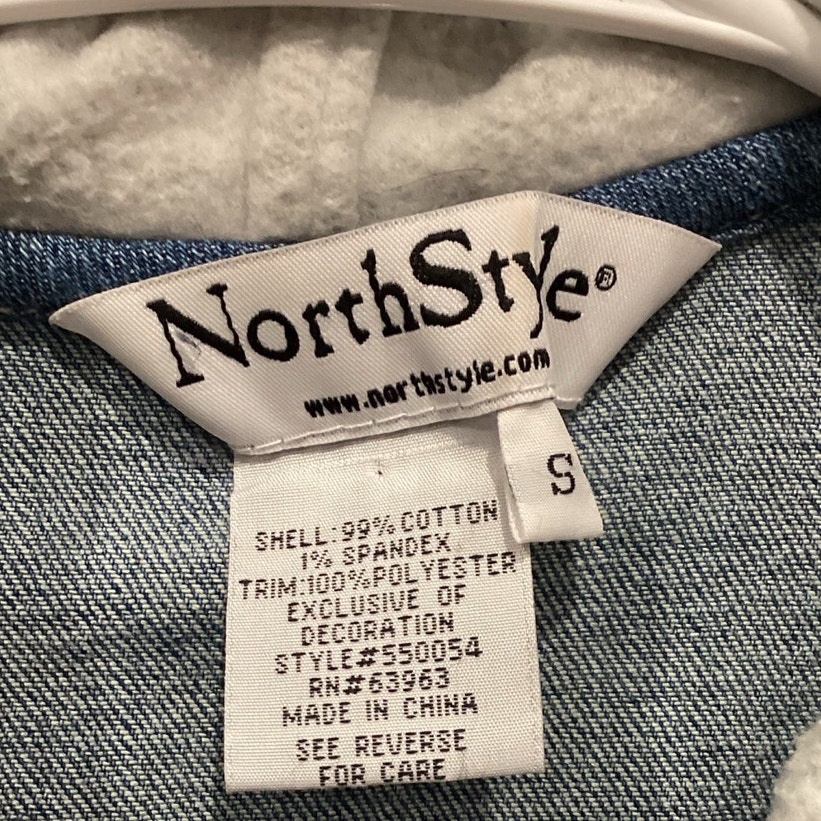 NorthStyle®
www.northstyle.com
S
SHELL:99% COTTON
1% SPANDEX
TRIM:100%POLYESTER
EXCLUSIVE OF
DECORATION
STYLE#550054
RN#63963
MADE IN CHINA
SEE REVERSE
FOR CARE